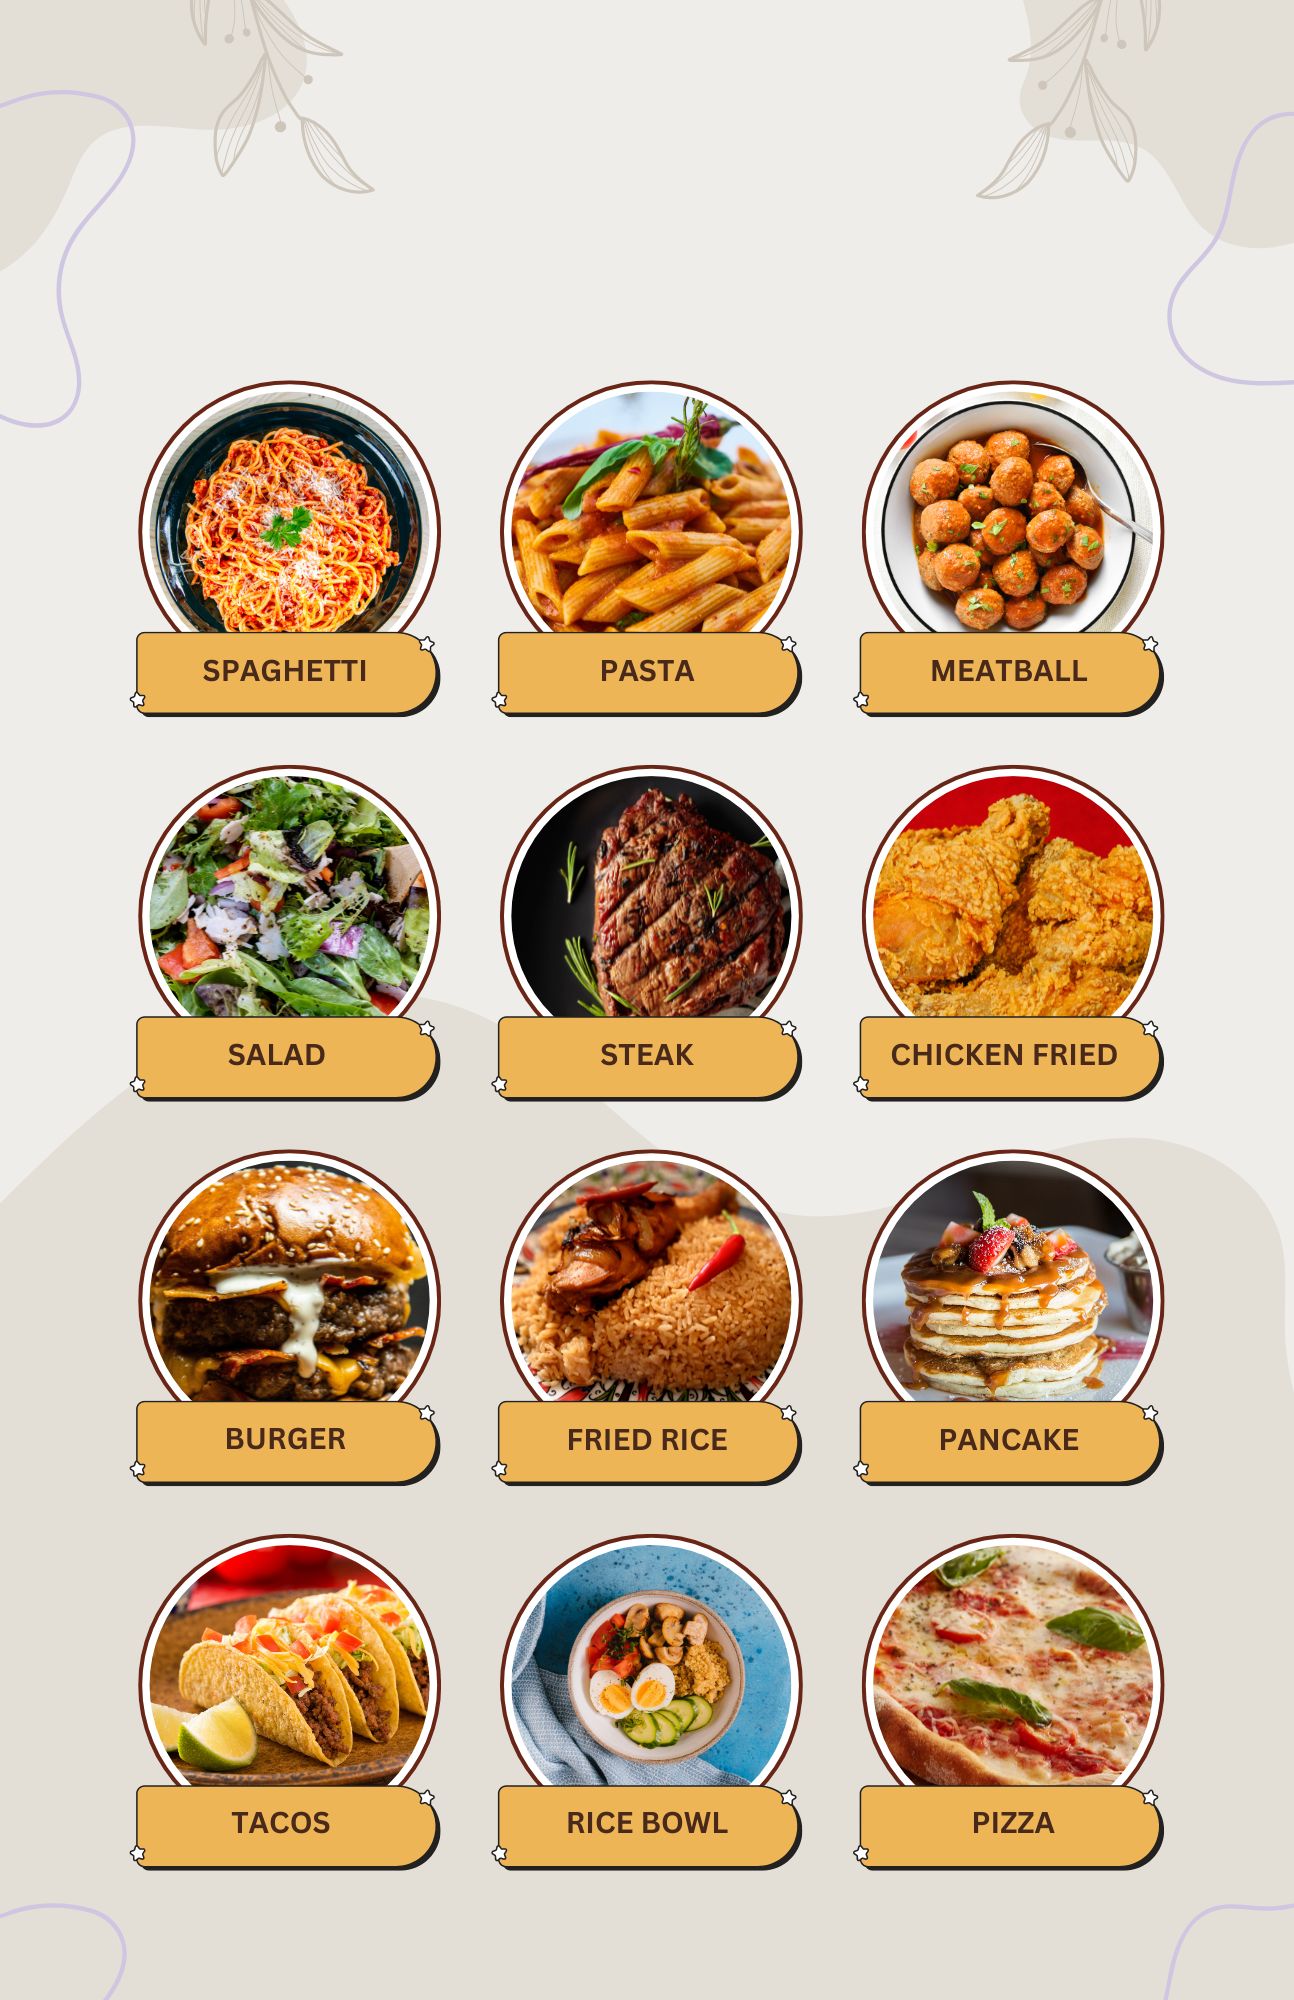 SPAGHETTI
PASTA
MEATBALL
SALAD
STEAK
CHICKEN FRIED
BURGER
FRIED RICE
PANCAKE
TACOS
RICE BOWL
PIZZA